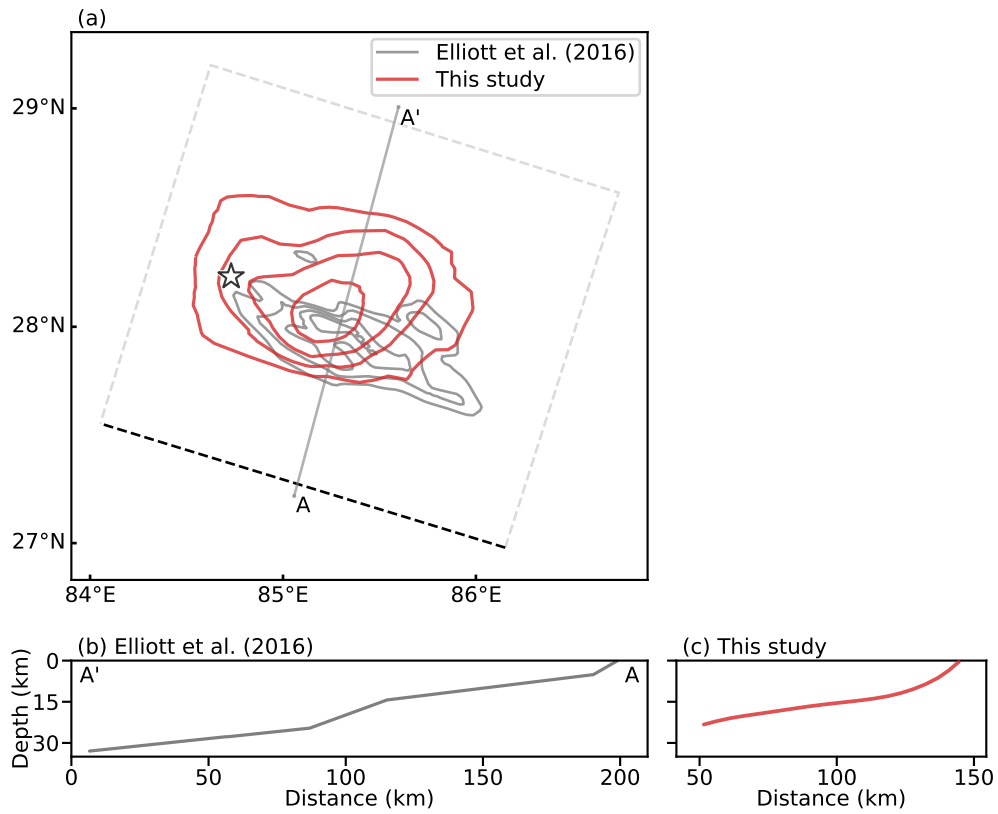 (a)
Elliott et al. (2016)
This study
A'
A
29°N
28°N
27°N
84°E 85°E 86°E
(b) Elliott et al. (2016)
A' A
Depth (km)
0
15
30
0 50 100 150 200
Distance (km)
(c) This study
50 100 150
Distance (km)